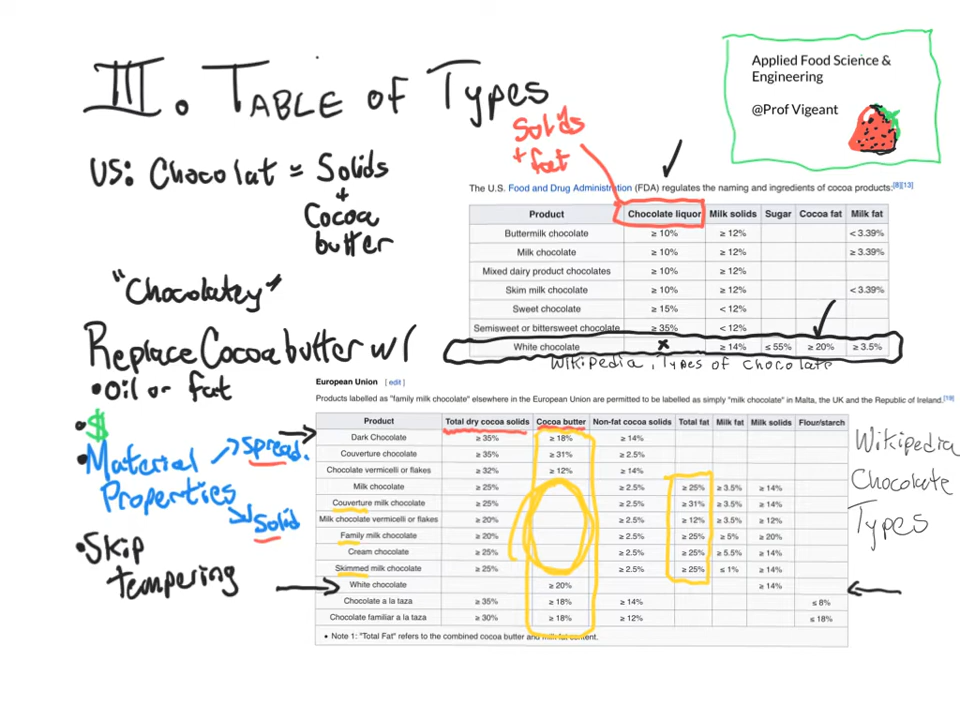 III. TABLE of Types
Applied Food Science &
Engineering
@Prof Vigeant
Solids
+ fat
US: Chocolat = Solids
+
Cocoa
butter
"Chocolatey"
Replace Cocoa butter w/
• Oil or fat
• $
• Material → spread.
Properties
→ Solid
• Skip
tempering
The U.S. Food and Drug Administration (FDA) regulates the naming and ingredients of cocoa products:[8][13]
Product Chocolate liquor Milk solids Sugar Cocoa fat Milk fat
Buttermilk chocolate ≥ 10% ≥ 12% < 3.39%
Milk chocolate ≥ 10% ≥ 12% ≥ 3.39%
Mixed dairy product chocolates ≥ 10% ≥ 12%
Skim milk chocolate ≥ 10% ≥ 12% < 3.39%
Sweet chocolate ≥ 15% < 12%
Semisweet or bittersweet chocolate ≥ 35% < 12%
White chocolate x ≥ 14% ≤ 55% ≥ 20% ≥ 3.5%
Wikipedia, Types of chocolate
European Union [ edit ]
Products labelled as "family milk chocolate" elsewhere in the European Union are permitted to be labelled as simply "milk chocolate" in Malta, the UK and the Republic of Ireland.[19]
Product Total dry cocoa solids Cocoa butter Non-fat cocoa solids Total fat Milk fat Milk solids Flour/starch
Dark Chocolate ≥ 35% ≥ 18% ≥ 14%
Couverture chocolate ≥ 35% ≥ 31% ≥ 2.5%
Chocolate vermicelli or flakes ≥ 32% ≥ 12% ≥ 14%
Milk chocolate ≥ 25% ≥ 2.5% ≥ 25% ≥ 3.5% ≥ 14%
Couverture milk chocolate ≥ 25% ≥ 2.5% ≥ 31% ≥ 3.5% ≥ 14%
Milk chocolate vermicelli or flakes ≥ 20% ≥ 2.5% ≥ 12% ≥ 3.5% ≥ 12%
Family milk chocolate ≥ 20% ≥ 2.5% ≥ 25% ≥ 5% ≥ 20%
Cream chocolate ≥ 25% ≥ 2.5% ≥ 25% ≥ 5.5% ≥ 14%
Skimmed milk chocolate ≥ 25% ≥ 2.5% ≥ 25% ≤ 1% ≥ 14%
White chocolate ≥ 20% ≥ 14%
Chocolate a la taza ≥ 35% ≥ 18% ≥ 14% ≤ 8%
Chocolate familiar a la taza ≥ 30% ≥ 18% ≥ 12% ≤ 18%
• Note 1: "Total Fat" refers to the combined cocoa butter and milk fat content.
Wikipedia
Chocolate
Types